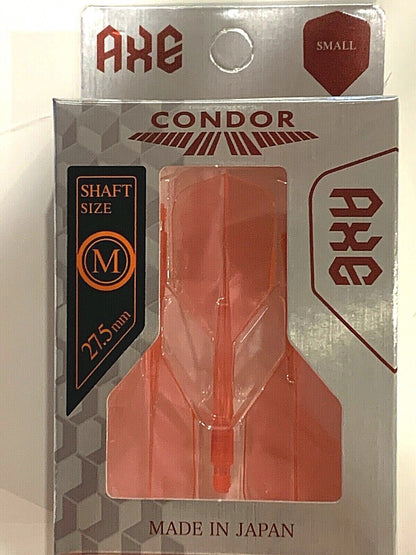 AXE
SMALL
CONDOR
SHAFT
SIZE
M
27.5mm
AXE
MADE IN JAPAN